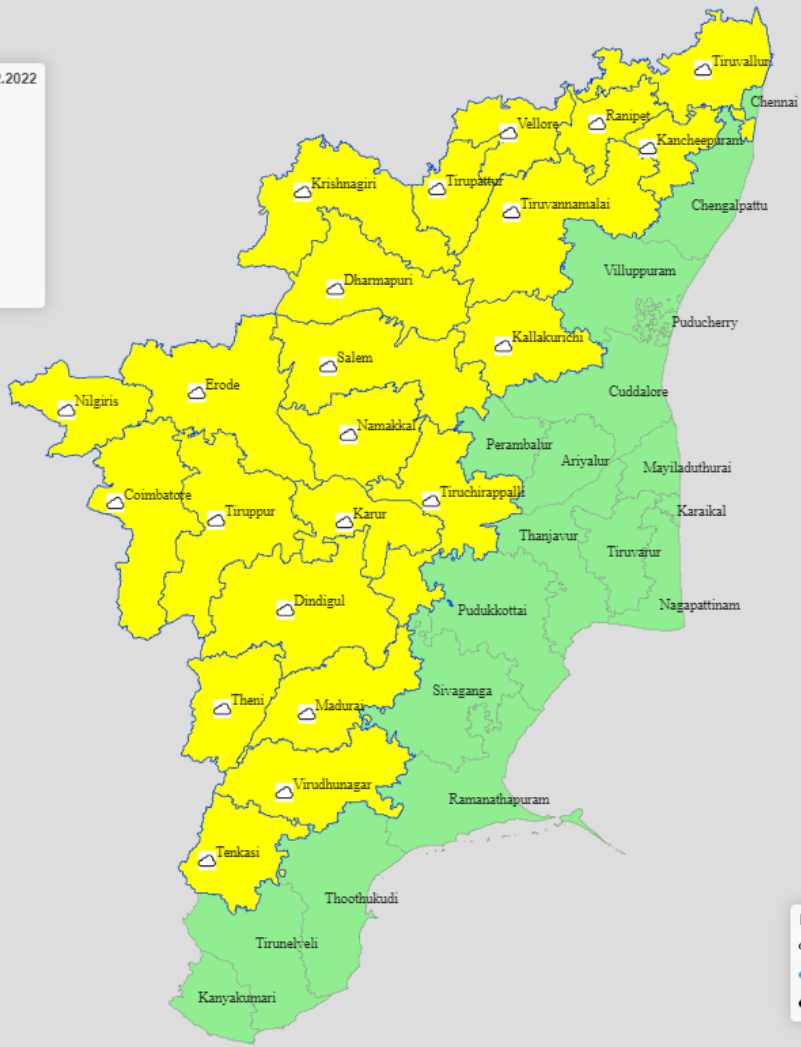 2.2022
Tiruvallur
Chennai
Ranipet
Vellore
Kancheepuram
Krishnagiri
Tirupattur
Tiruvannamalai
Chengalpattu
Villuppuram
Dharmapuri
Puducherry
Kallakurichi
Salem
Erode
Cuddalore
Nilgiris
Namakkal
Perambalur
Ariyalur
Mayiladuthurai
Coimbatore
Tiruchirappalli
Tiruppur
Karur
Karaikal
Thanjavur
Tiruvarur
Dindigul
Nagapattinam
Pudukkottai
Sivaganga
Theni
Madurai
Virudhunagar
Ramanathapuram
Tenkasi
Thoothukudi
Tirunelveli
Kanyakumari